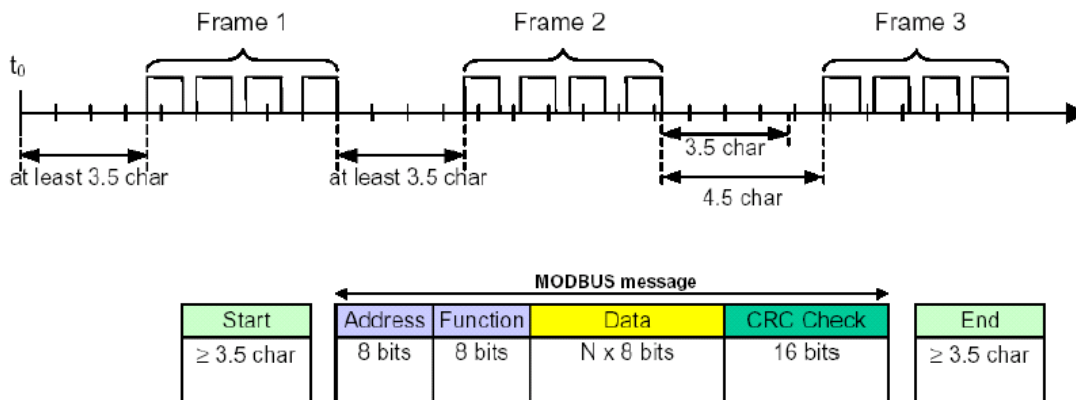 Frame 1 Frame 2 Frame 3
t0
at least 3.5 char at least 3.5 char 3.5 char
4.5 char
MODBUS message
Start Address Function Data CRC Check End
≥ 3.5 char 8 bits 8 bits N x 8 bits 16 bits ≥ 3.5 char